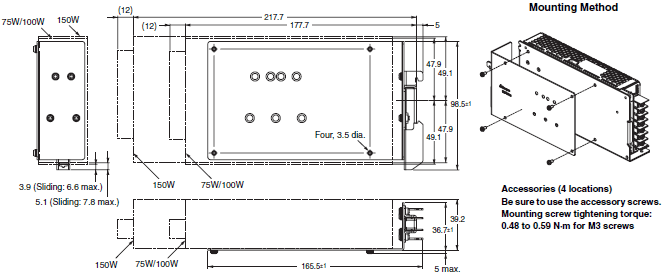 Mounting Method
75W/100W
150W
(12)
(12)
217.7
177.7
5
47.9
49.1
98.5±1
47.9
49.1
Four, 3.5 dia.
150W
75W/100W
3.9 (Sliding: 6.6 max.)
5.1 (Sliding: 7.8 max.)
Accessories (4 locations)
Be sure to use the accessory screws.
Mounting screw tightening torque:
0.48 to 0.59 N·m for M3 screws
39.2
36.7±1
150W
75W/100W
165.5±1
5 max.